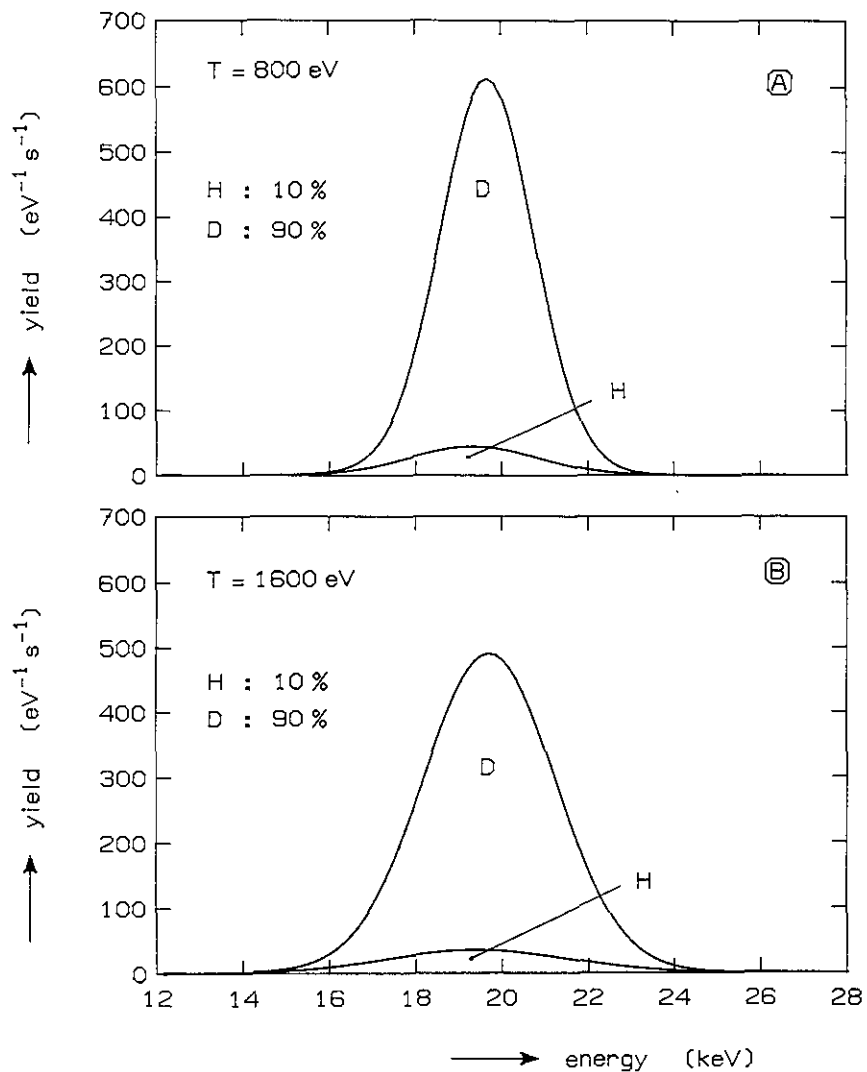 700
600
500
400
300
200
100
0
yield (eV⁻¹ s⁻¹)
T = 800 eV
A
H : 10 %
D : 90 %
D
H
700
600
500
400
300
200
100
0
yield (eV⁻¹ s⁻¹)
T = 1600 eV
B
H : 10 %
D : 90 %
D
H
12 14 16 18 20 22 24 26 28
energy (keV)